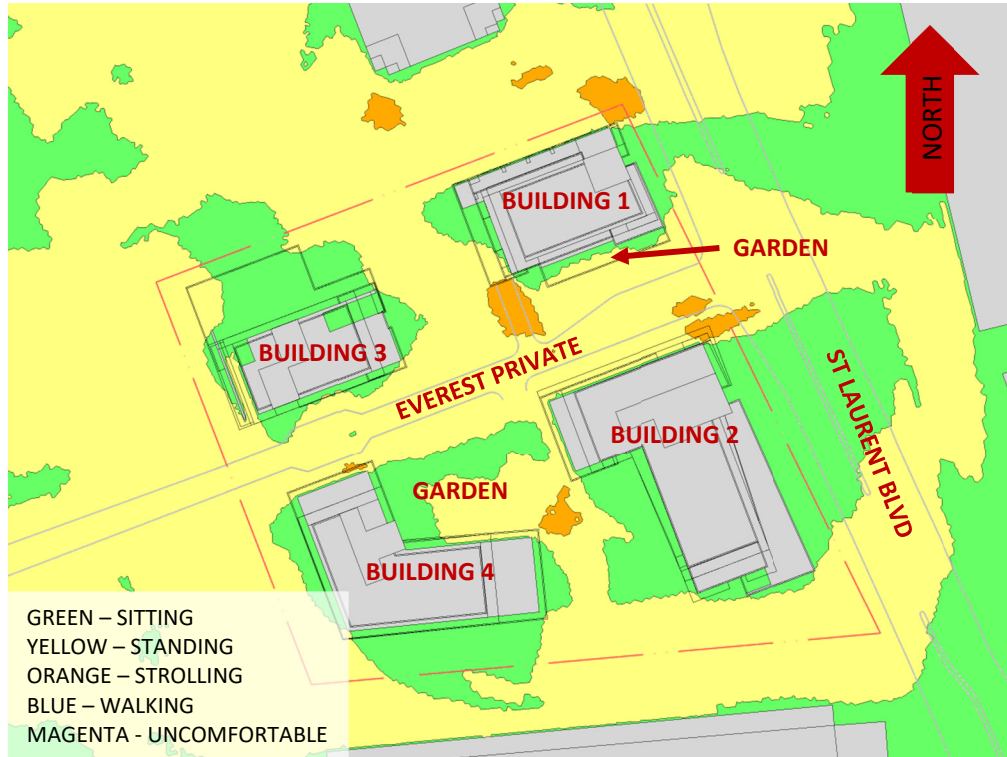 NORTH
BUILDING 1
GARDEN
BUILDING 3
EVEREST PRIVATE
ST LAURENT BLVD
BUILDING 2
GARDEN
BUILDING 4
GREEN – SITTING
YELLOW – STANDING
ORANGE – STROLLING
BLUE – WALKING
MAGENTA - UNCOMFORTABLE